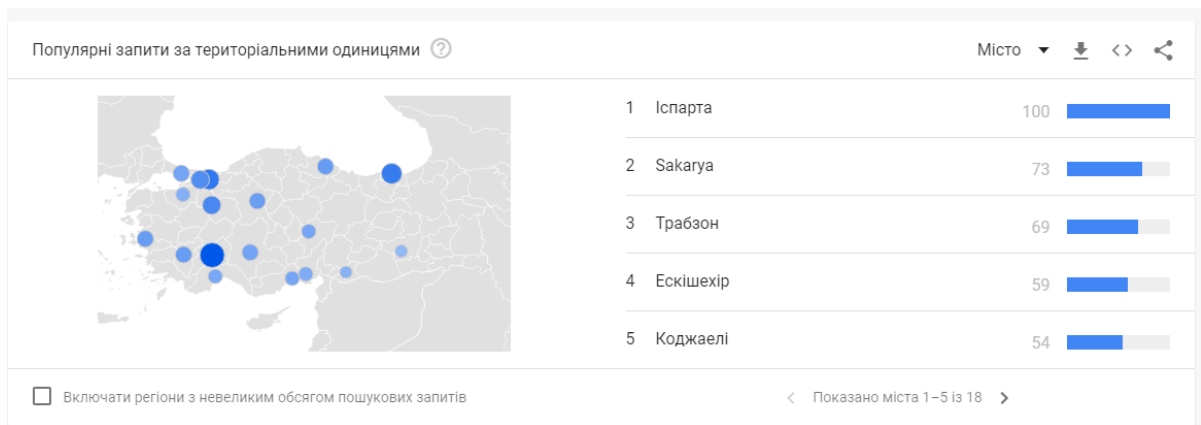 Популярні запити за територіальними одиницями ?
Місто
1 Іспарта 100
2 Sakarya 73
3 Трабзон 69
4 Ескішехір 59
5 Коджаелі 54
Включати регіони з невеликим обсягом пошукових запитів
Показано міста 1–5 із 18